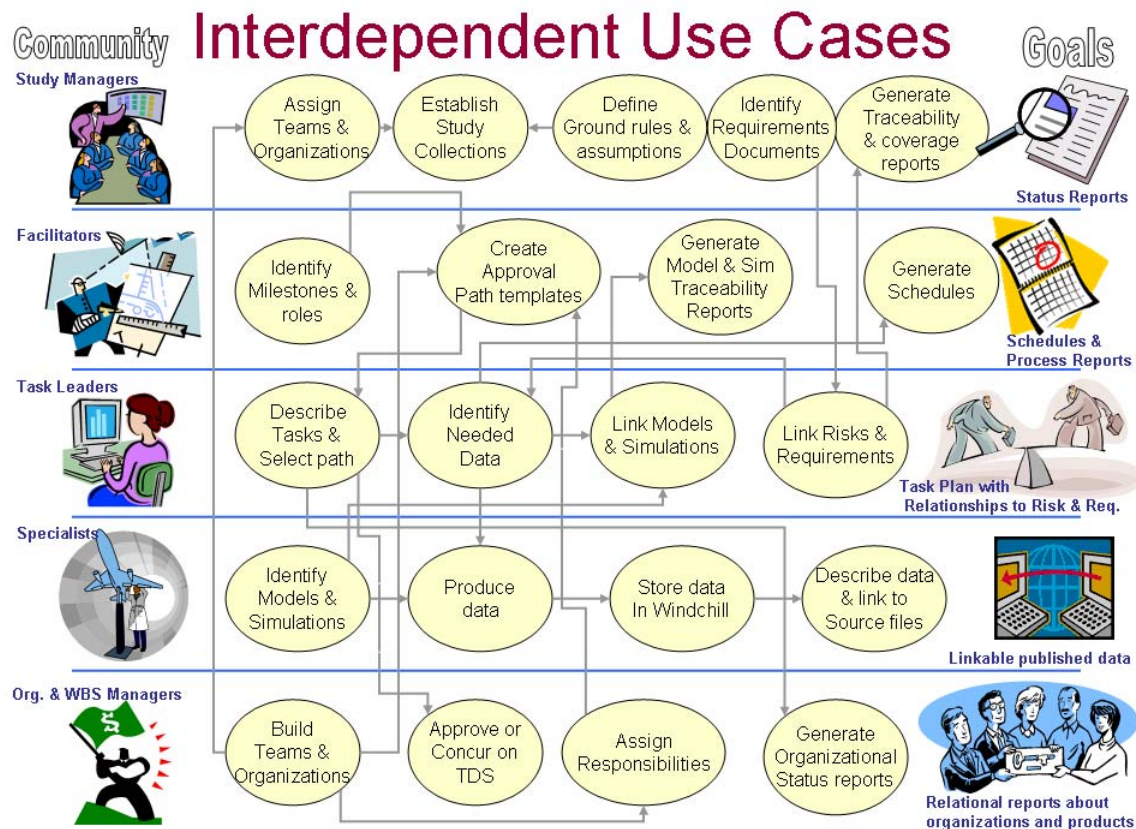 Community
Interdependent Use Cases
Goals
Study Managers
Assign
Teams &
Organizations
Establish
Study
Collections
Define
Ground rules &
assumptions
Identify
Requirements
Documents
Generate
Traceability
& coverage
reports
Status Reports
Facilitators
Identify
Milestones &
roles
Create
Approval
Path templates
Generate
Model & Sim
Traceability
Reports
Generate
Schedules
Schedules &
Process Reports
Task Leaders
Describe
Tasks &
Select path
Identify
Needed
Data
Link Models
& Simulations
Link Risks &
Requirements
Task Plan with
Relationships to Risk & Req.
Specialists
Identify
Models &
Simulations
Produce
data
Store data
In Windchill
Describe data
& link to
Source files
Linkable published data
Org. & WBS Managers
Build
Teams &
Organizations
Approve or
Concur on
TDS
Assign
Responsibilities
Generate
Organizational
Status reports
Relational reports about
organizations and products